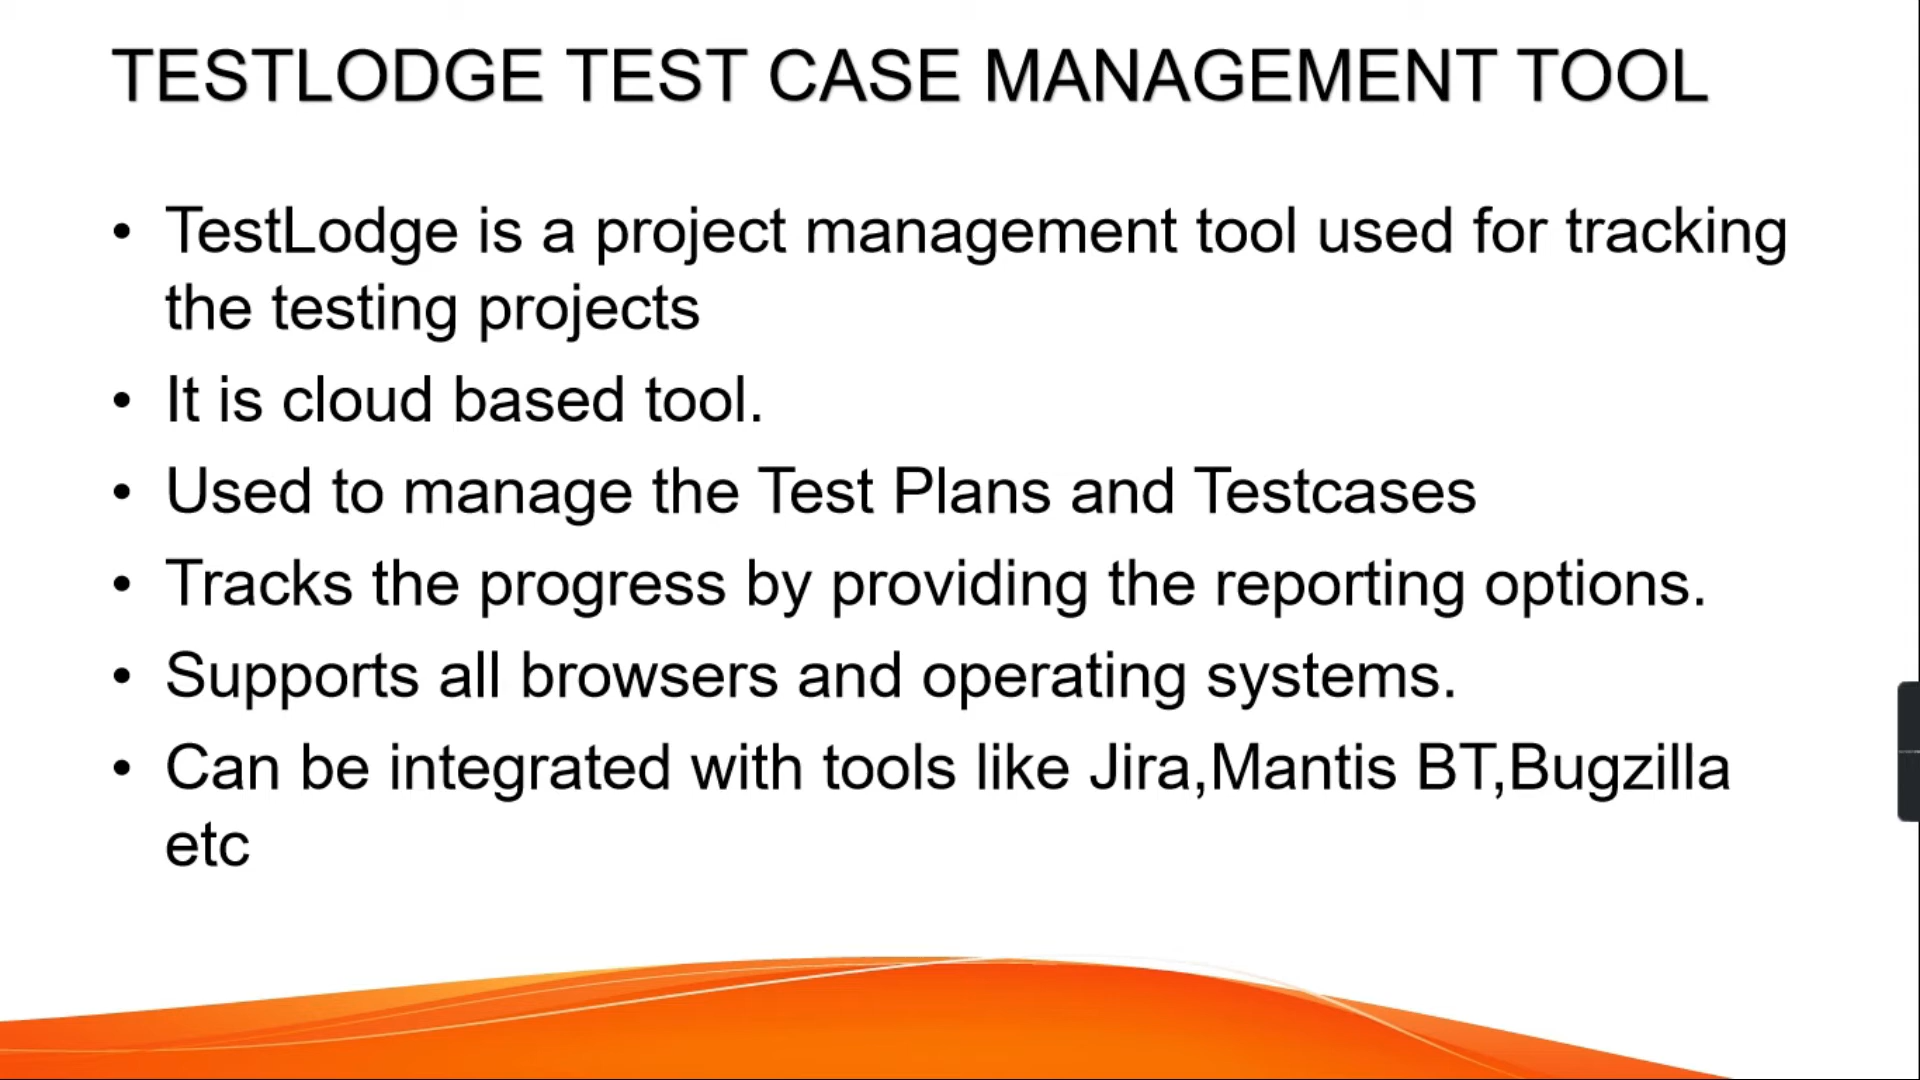 TESTLODGE TEST CASE MANAGEMENT TOOL
• TestLodge is a project management tool used for tracking
the testing projects
• It is cloud based tool.
• Used to manage the Test Plans and Testcases
• Tracks the progress by providing the reporting options.
• Supports all browsers and operating systems.
• Can be integrated with tools like Jira,Mantis BT,Bugzilla
etc